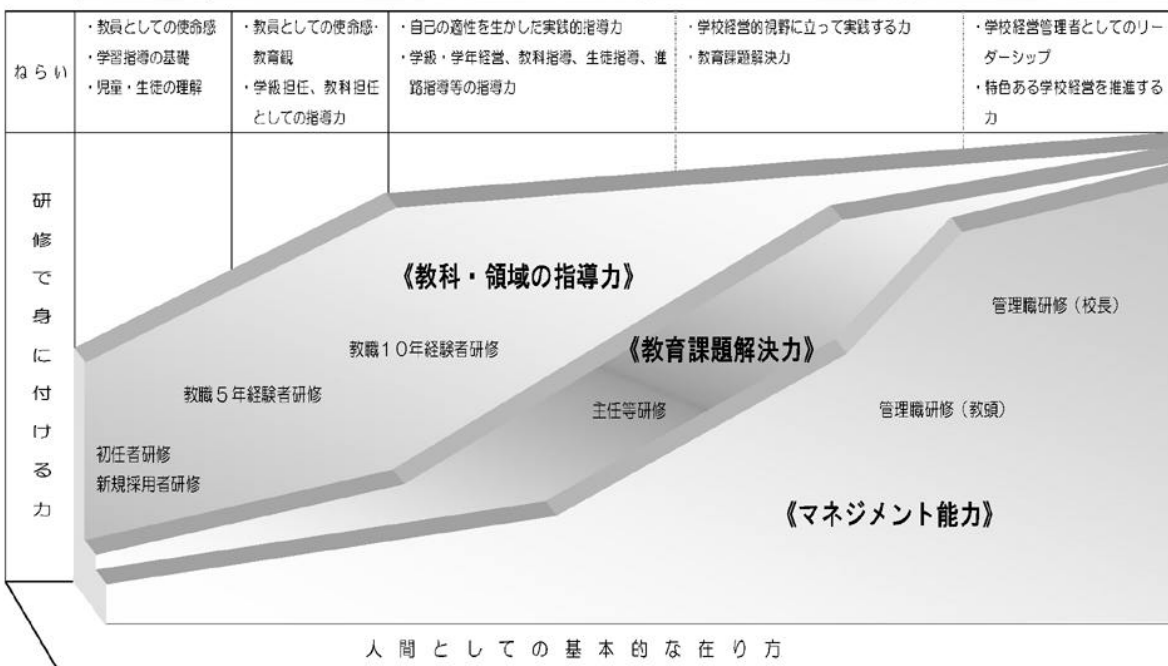 ねらい
・教員としての使命感
・学習指導の基礎
・児童・生徒の理解
・教員としての使命感・
教育観
・学級担任、教科担任
としての指導力
・自己の適性を生かした実践的指導力
・学級・学年経営、教科指導、生徒指導、進
路指導等の指導力
・学校経営的視野に立って実践する力
・教育課題解決力
・学校経営管理者としてのリー
ダーシップ
・特色ある学校経営を推進する
力
研修で身に付ける力
《教科・領域の指導力》
教職10年経験者研修
教職5年経験者研修
初任者研修
新規採用者研修
《教育課題解決力》
主任等研修
管理職研修（校長）
管理職研修（教頭）
《マネジメント能力》
人間としての基本的な在り方